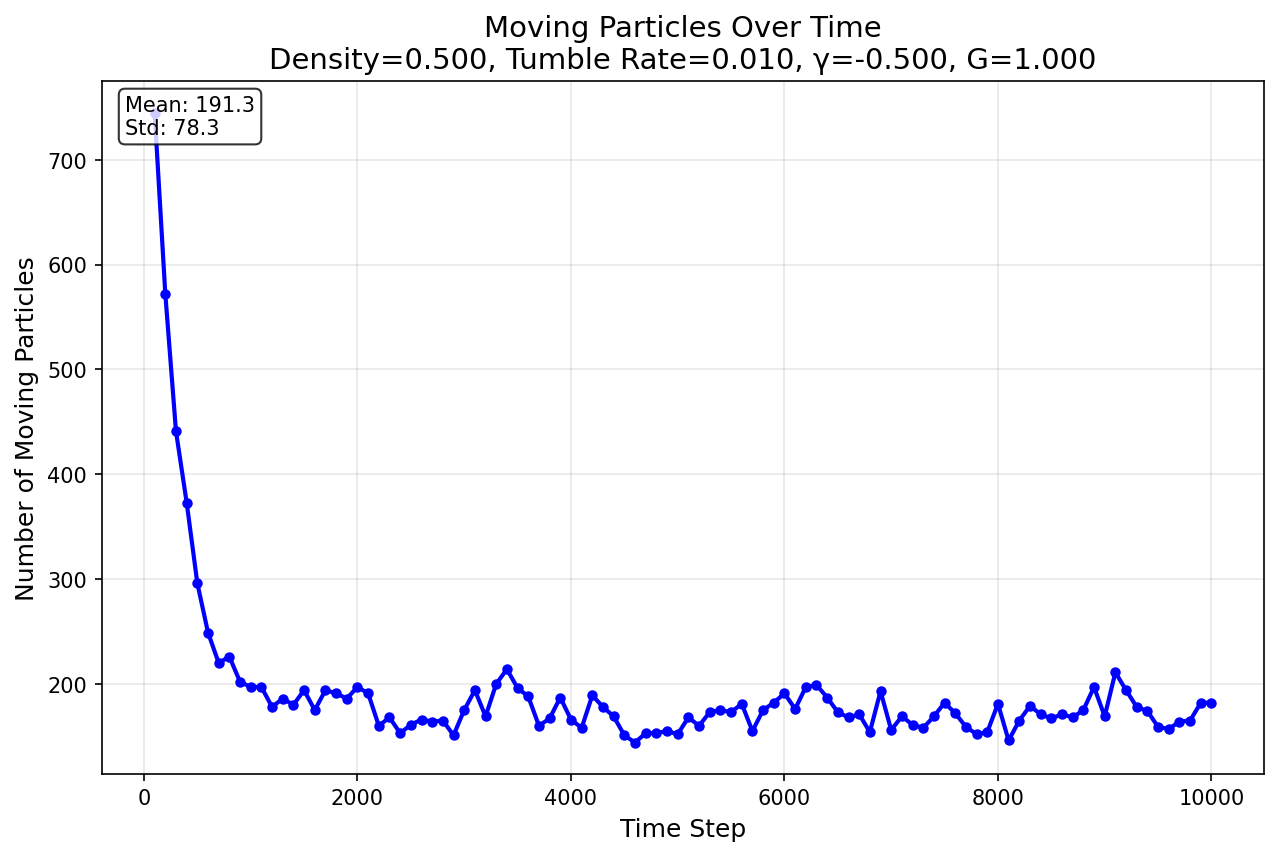 Moving Particles Over Time
Density=0.500, Tumble Rate=0.010, γ=-0.500, G=1.000
Mean: 191.3
Std: 78.3
Number of Moving Particles
700
600
500
400
300
200
0 2000 4000 6000 8000 10000
Time Step